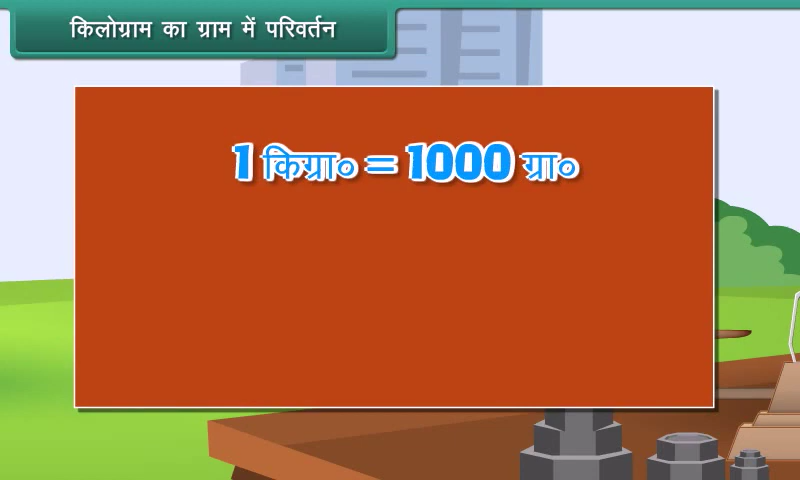 किलोग्राम का ग्राम में परिवर्तन
1 किग्रा० = 1000 ग्रा०